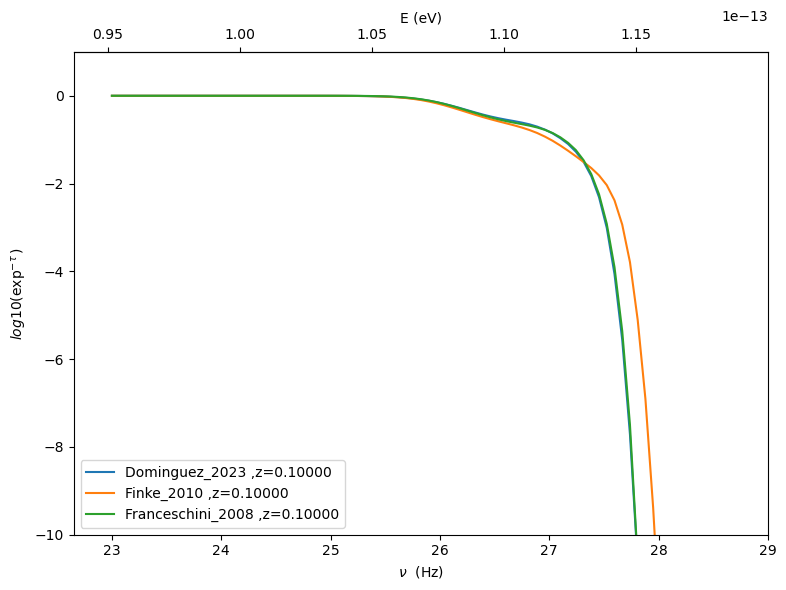 E (eV)
1e−13
0.95 1.00 1.05 1.10 1.15
0
−2
−4
−6
−8
−10
log10(exp^{−τ})
Dominguez_2023 ,z=0.10000
Finke_2010 ,z=0.10000
Franceschini_2008 ,z=0.10000
23 24 25 26 27 28 29
ν (Hz)